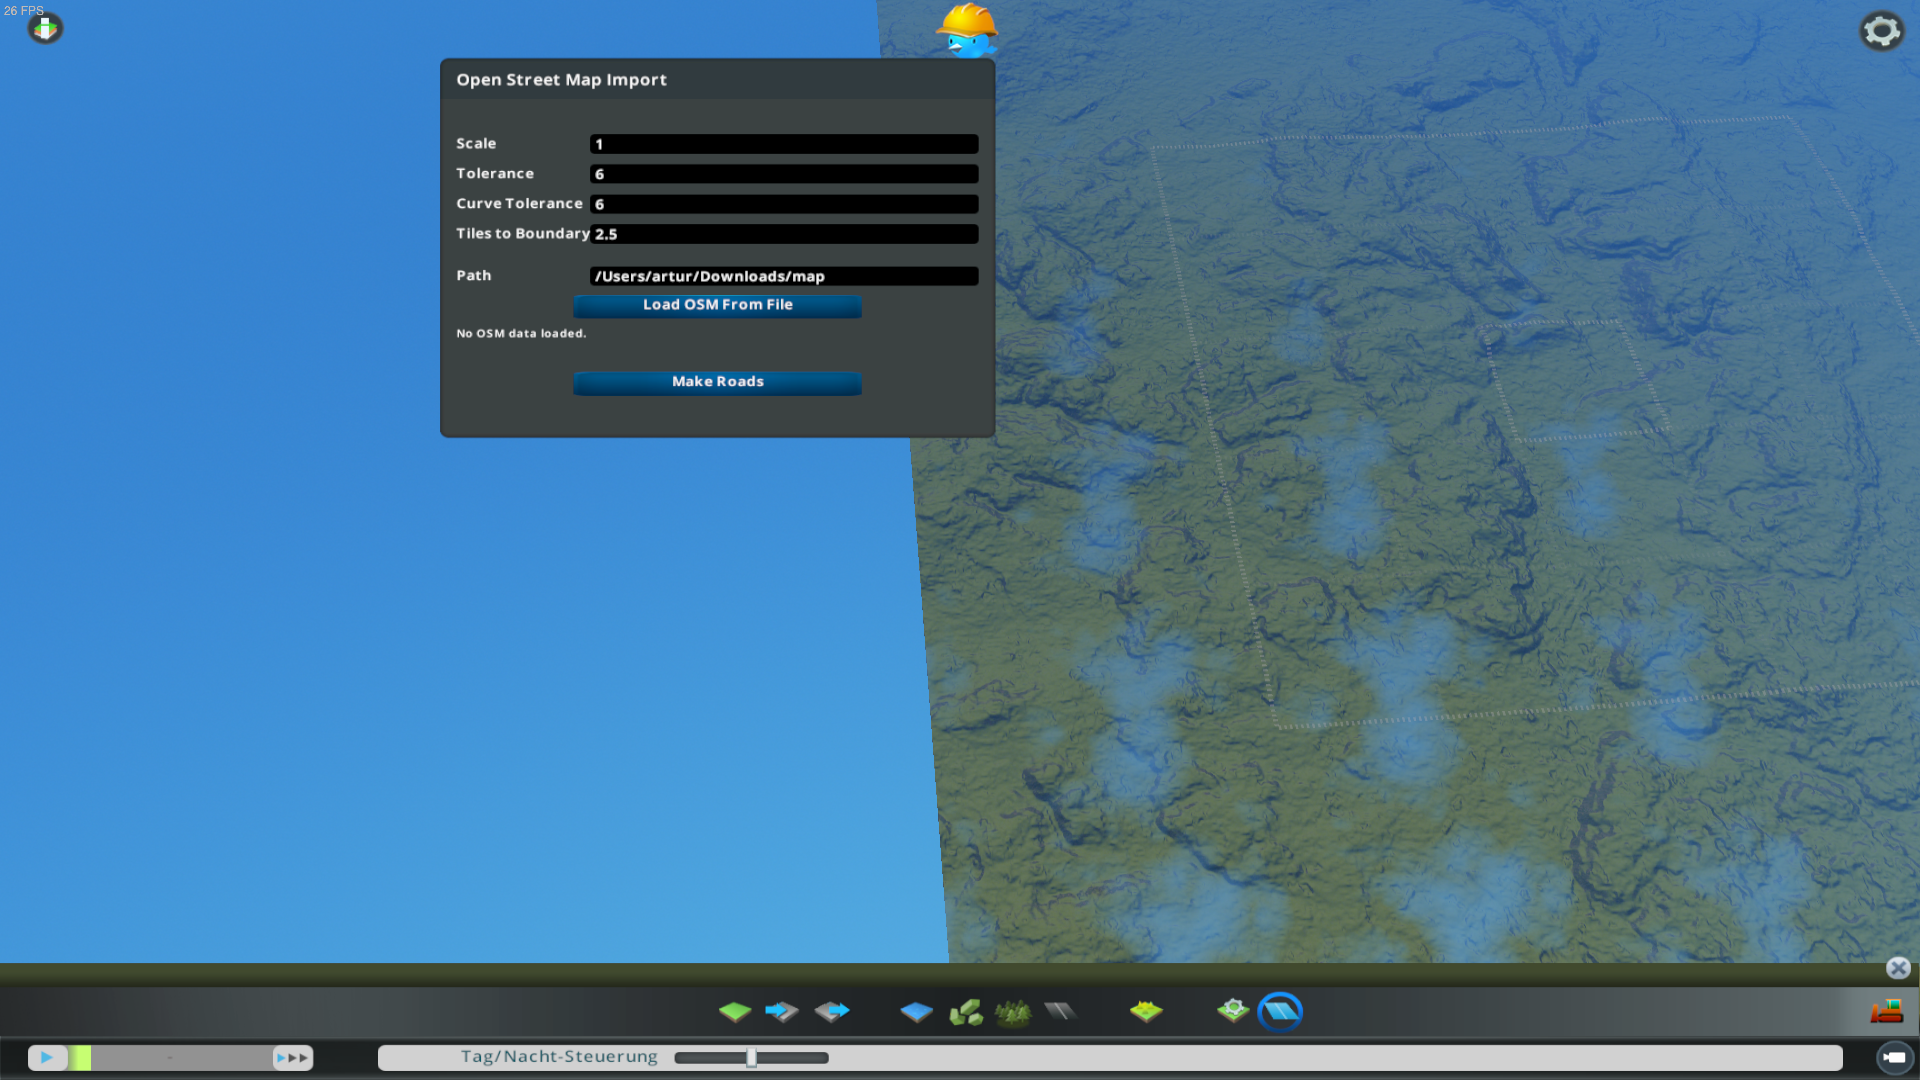 26 FPS
Open Street Map Import
Scale 1
Tolerance 6
Curve Tolerance 6
Tiles to Boundary 2.5
Path /Users/artur/Downloads/map
Load OSM From File
No OSM data loaded.
Make Roads
-
Tag/Nacht-Steuerung